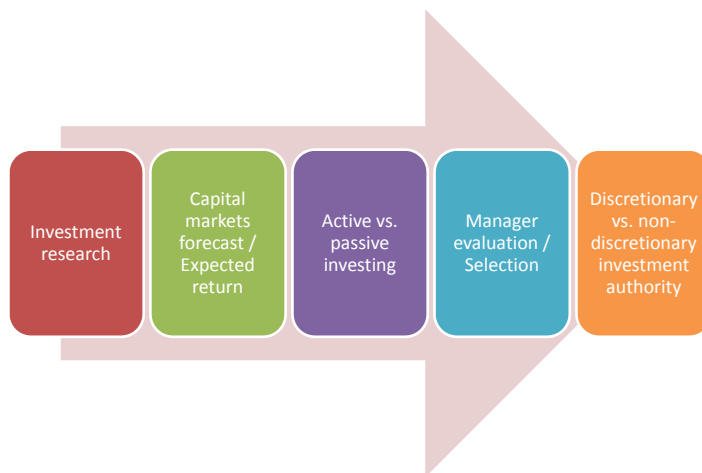 Investment
research
Capital
markets
forecast /
Expected
return
Active vs.
passive
investing
Manager
evaluation /
Selection
Discretionary
vs. non-
discretionary
investment
authority